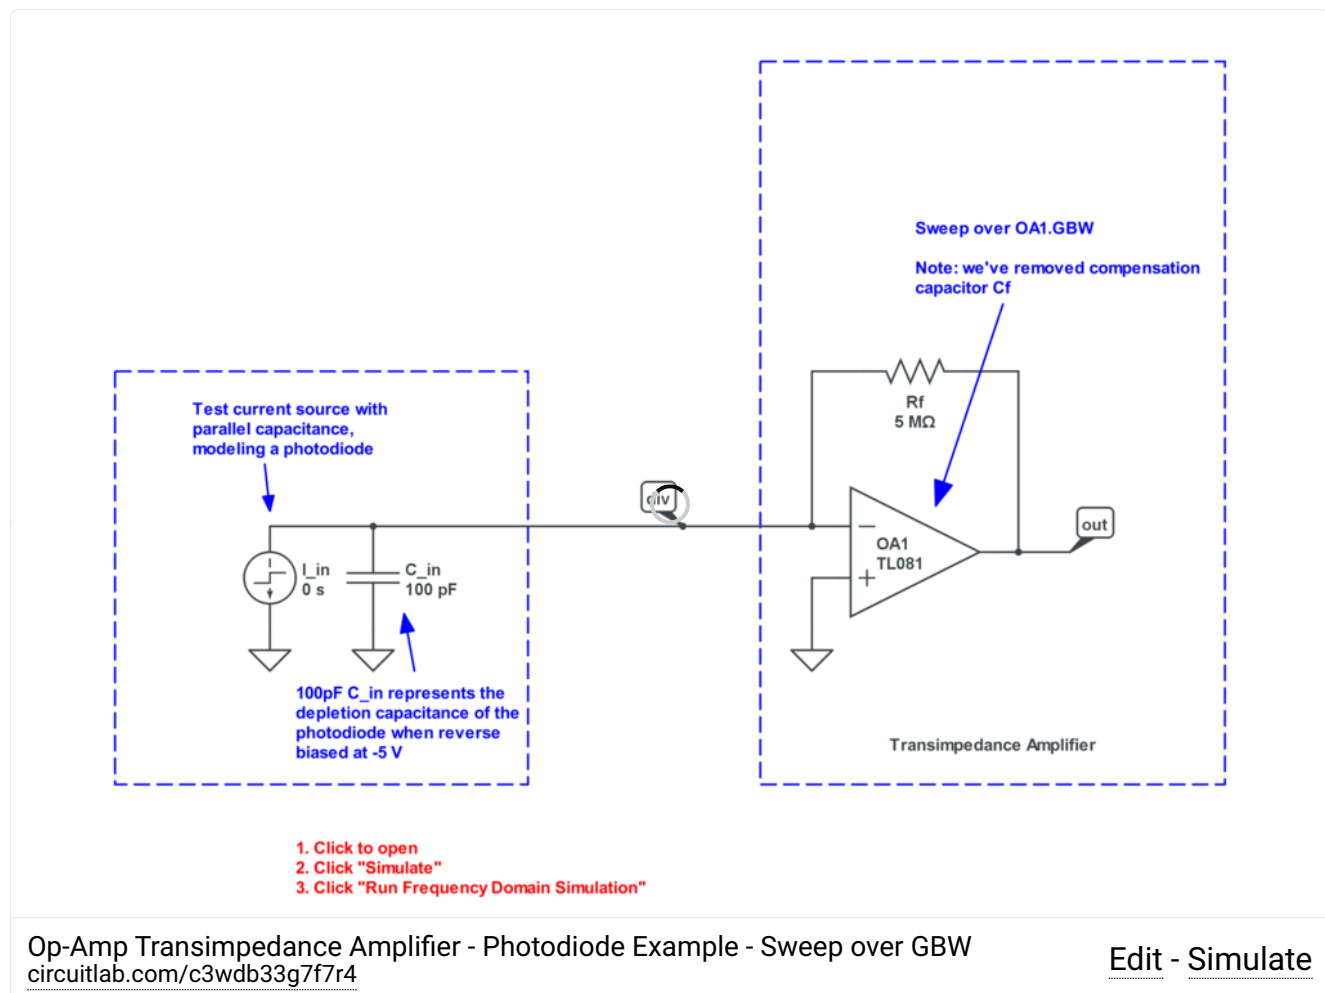 Sweep over OA1.GBW
Note: we've removed compensation
capacitor Cf
Rf
5 MΩ
Test current source with
parallel capacitance,
modeling a photodiode
div
out
OA1
TL081
I_in
0 s
C_in
100 pF
100pF C_in represents the
depletion capacitance of the
photodiode when reverse
biased at -5 V
Transimpedance Amplifier
1. Click to open
2. Click "Simulate"
3. Click "Run Frequency Domain Simulation"
Op-Amp Transimpedance Amplifier - Photodiode Example - Sweep over GBW
circuitlab.com/c3wdb33g7f7r4
Edit - Simulate